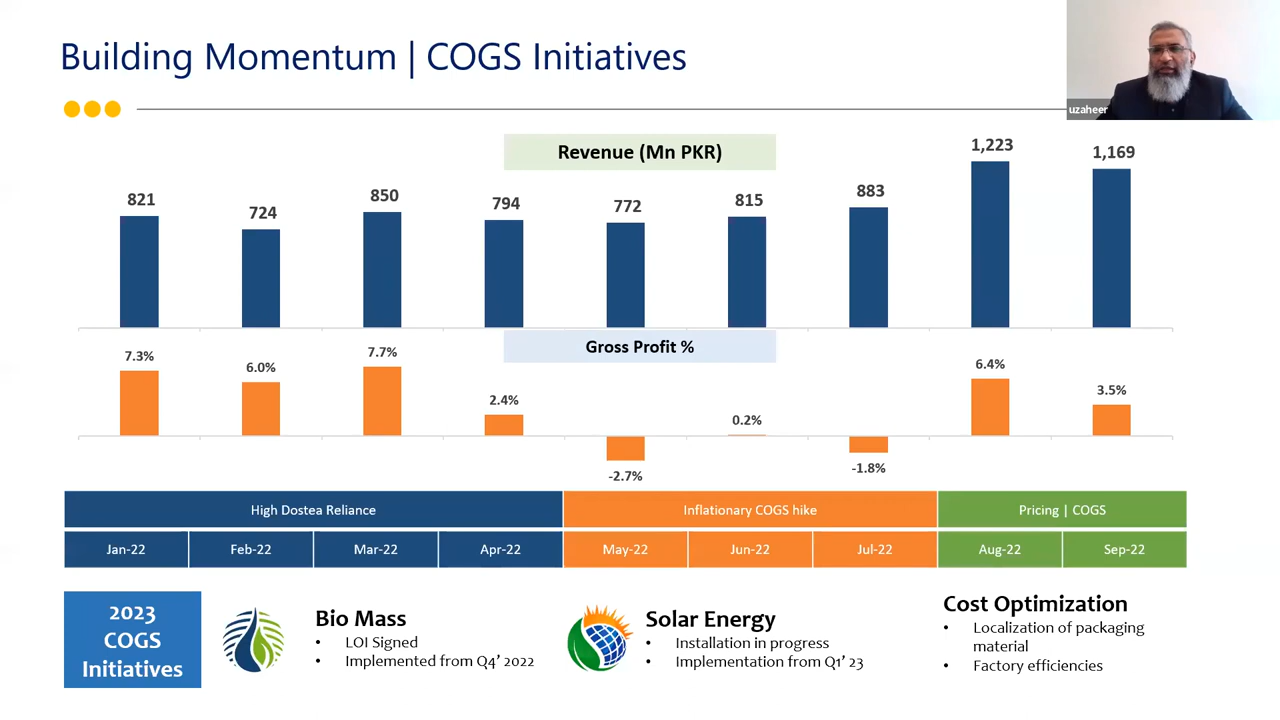 Building Momentum | COGS Initiatives
uzaheer
Revenue (Mn PKR)
821
724
850
794
772
815
883
1,223
1,169
Gross Profit %
7.3%
6.0%
7.7%
2.4%
-2.7%
0.2%
-1.8%
6.4%
3.5%
High Dostea Reliance
Inflationary COGS hike
Pricing | COGS
Jan-22
Feb-22
Mar-22
Apr-22
May-22
Jun-22
Jul-22
Aug-22
Sep-22
2023
COGS
Initiatives
Bio Mass
• LOI Signed
• Implemented from Q4' 2022
Solar Energy
• Installation in progress
• Implementation from Q1' 23
Cost Optimization
• Localization of packaging
material
• Factory efficiencies